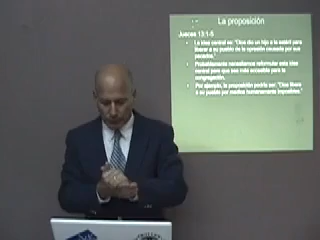 La proposición
Jueces 13:1-5
La idea central es: "Dios dio un hijo a la estéril para
liberar a su pueblo de la opresión causada por sus
pecados."
Probablemente necesitamos reformular esta idea
central para que sea más accesible para la
congregación.
Por ejemplo, la proposición podría ser: "Dios libera
a su pueblo por medios humanamente imposibles."